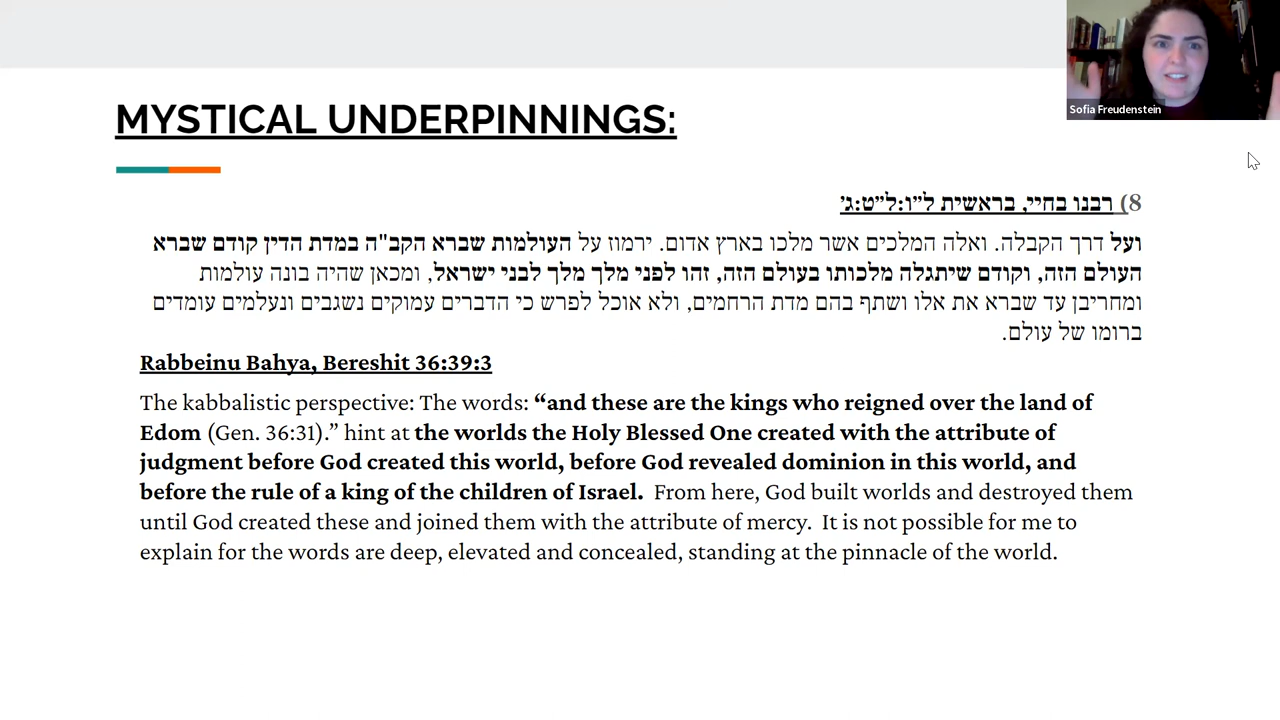 Sofia Freudenstein
MYSTICAL UNDERPINNINGS:
8) רבנו בחיי, בראשית ל״ו:ל״ט:ג׳
ועל דרך הקבלה. ואלה המלכים אשר מלכו בארץ אדום. ירמוז על העולמות שברא הקב"ה במדת הדין קודם שברא
העולם הזה, וקודם שיתגלה מלכותו בעולם הזה, זהו לפני מלך מלך לבני ישראל, ומכאן שהיה בונה עולמות
ומחריבן עד שברא את אלו ושתף בהם מדת הרחמים, ולא אוכל לפרש כי הדברים עמוקים נשגבים ונעלמים עומדים
ברומו של עולם.
Rabbeinu Bahya, Bereshit 36:39:3
The kabbalistic perspective: The words: “and these are the kings who reigned over the land of
Edom (Gen. 36:31).” hint at the worlds the Holy Blessed One created with the attribute of
judgment before God created this world, before God revealed dominion in this world, and
before the rule of a king of the children of Israel. From here, God built worlds and destroyed them
until God created these and joined them with the attribute of mercy. It is not possible for me to
explain for the words are deep, elevated and concealed, standing at the pinnacle of the world.